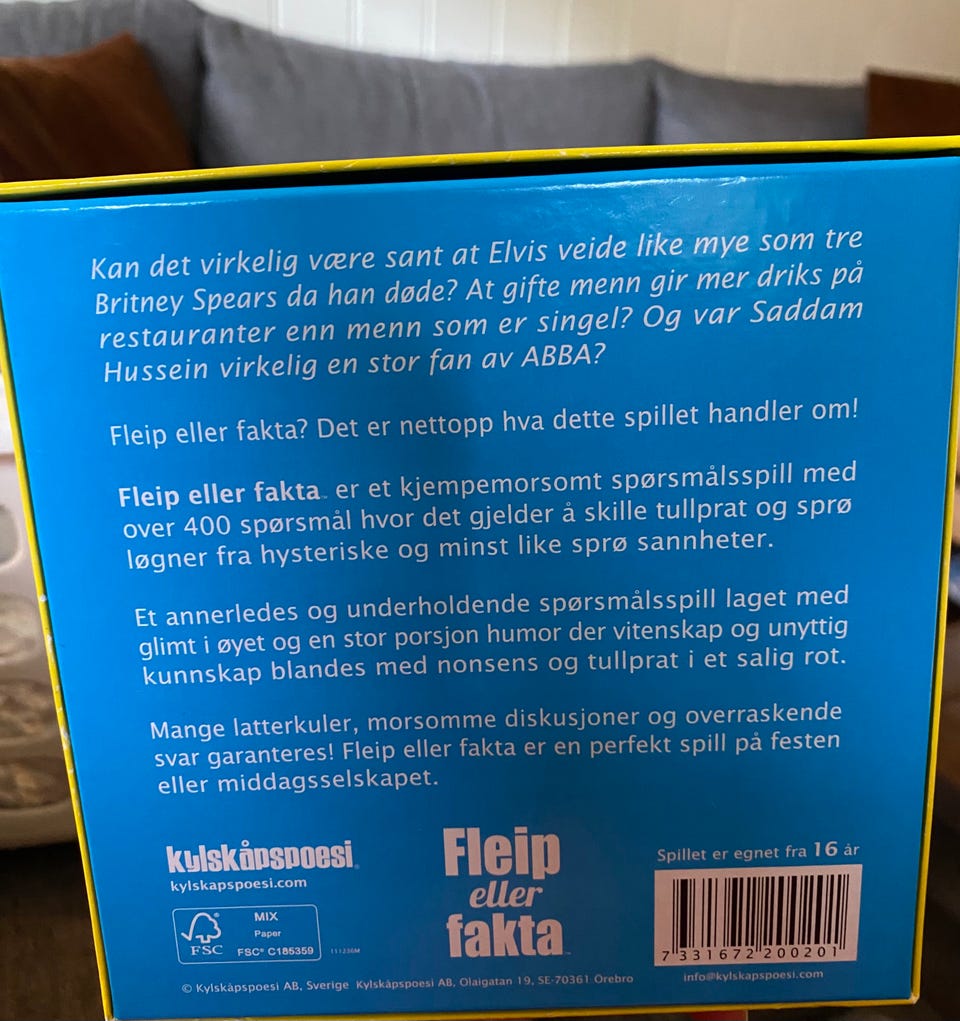 Kan det virkelig være sant at Elvis veide like mye som tre
Britney Spears da han døde? At gifte menn gir mer driks på
restauranter enn menn som er singel? Og var Saddam
Hussein virkelig en stor fan av ABBA?
Fleip eller fakta? Det er nettopp hva dette spillet handler om!
Fleip eller fakta™ er et kjempemorsomt spørsmålsspill med
over 400 spørsmål hvor det gjelder å skille tullprat og sprø
løgner fra hysteriske og minst like sprø sannheter.
Et annerledes og underholdende spørsmålsspill laget med
glimt i øyet og en stor porsjon humor der vitenskap og unyttig
kunnskap blandes med nonsens og tullprat i et salig rot.
Mange latterkuler, morsomme diskusjoner og overraskende
svar garanteres! Fleip eller fakta er en perfekt spill på festen
eller middagsselskapet.
kylskåpspoesi®
kylskapspoesi.com
FSC
MIX
Paper
FSC® C185359
111236M
Fleip
eller
fakta™
Spillet er egnet fra 16 år
7 331672 200201
info@kylskapspoesi.com
© Kylskåpspoesi AB, Sverige Kylskåpspoesi AB, Olaigatan 19, SE-70361 Örebro